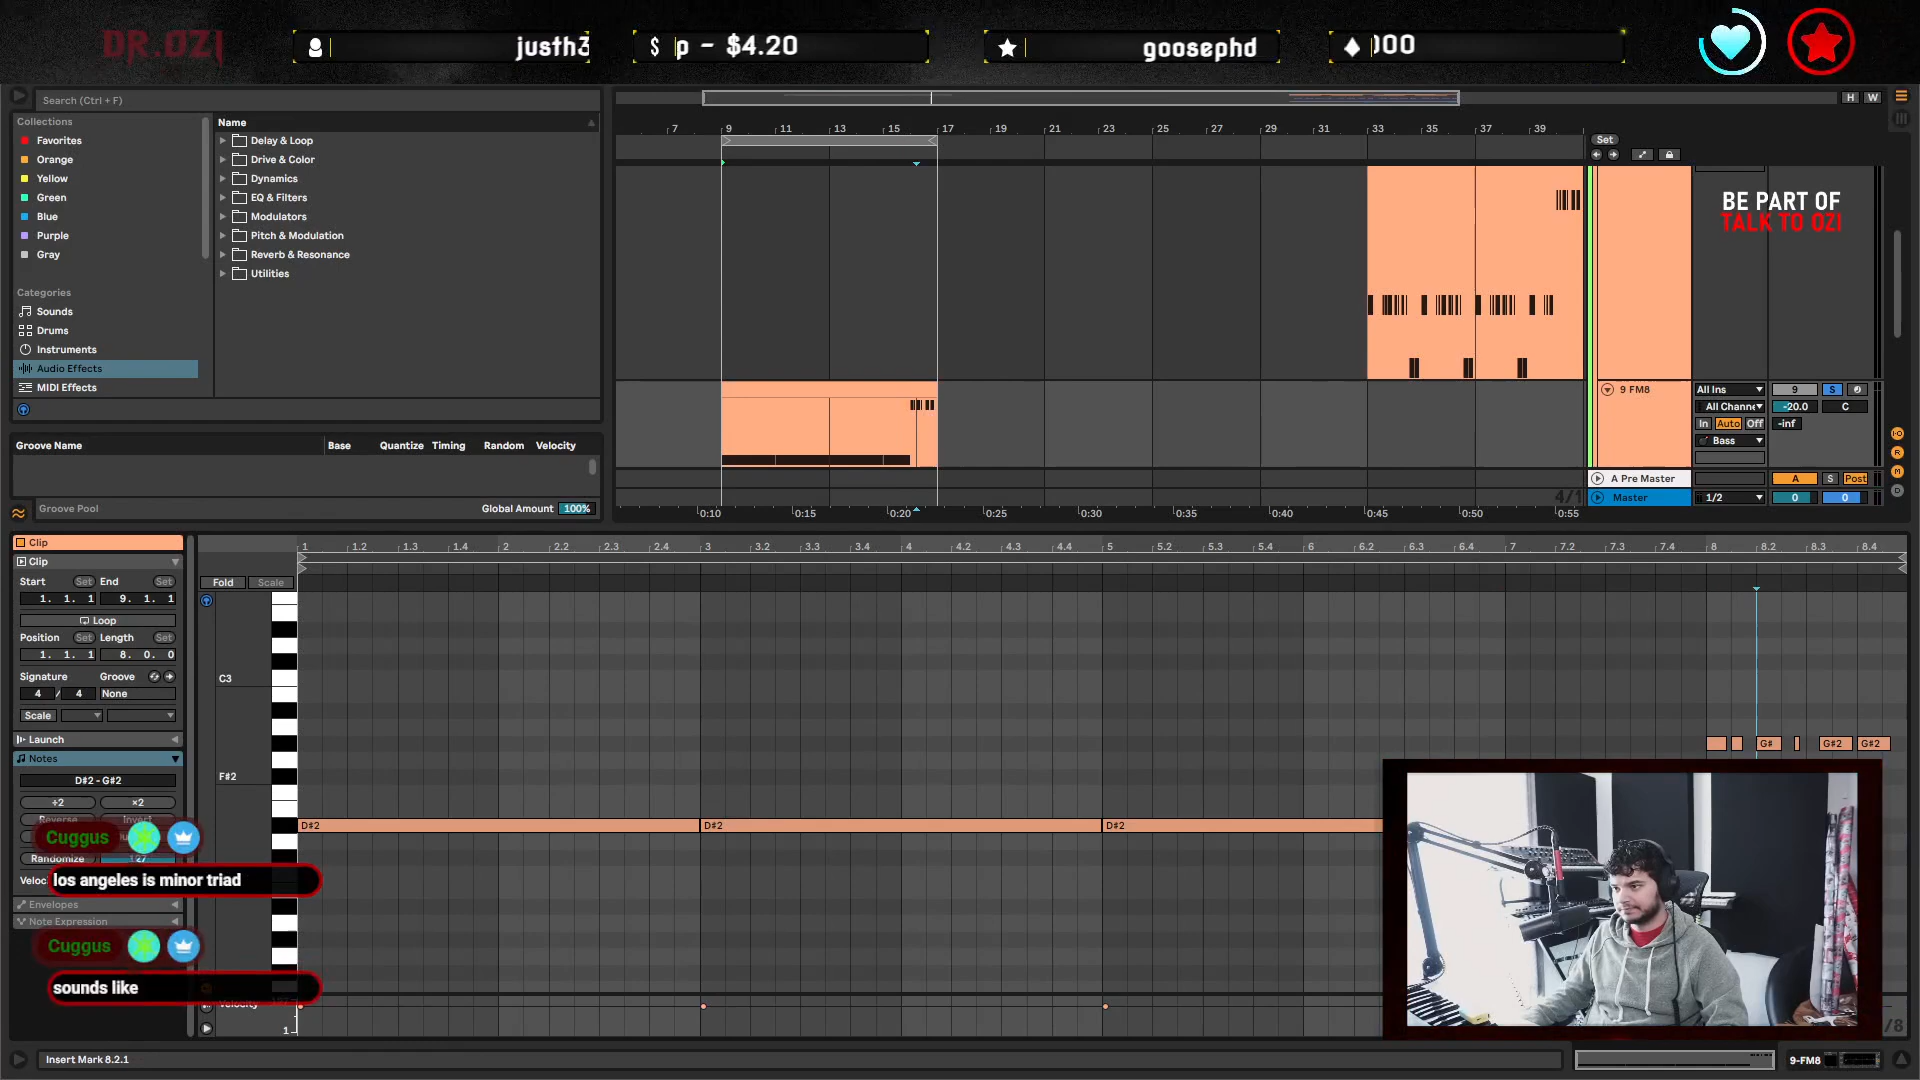 DR.OZI
justh3
$ p - $4.20
goosephd
000
Search (Ctrl + F)
Collections
Favorites
Orange
Yellow
Green
Blue
Purple
Gray
Categories
Sounds
Drums
Instruments
Audio Effects
MIDI Effects
Name
Delay & Loop
Drive & Color
Dynamics
EQ & Filters
Modulators
Pitch & Modulation
Reverb & Resonance
Utilities
Groove Name Base Quantize Timing Random Velocity
Groove Pool Global Amount 100%
H W
7 9 11 13 15 17 19 21 23 25 27 29 31 33 35 37 39
Set
BE PART OF
TALK TO OZI
9 FM8 All Ins 9 S
All Channe -20.0 C
In Auto Off -inf
Bass
A Pre Master A S Post
4/1 Master 1/2 0 0
0:10 0:15 0:20 0:25 0:30 0:35 0:40 0:45 0:50 0:55
Clip
Clip
Start Set End Set
1. 1. 1 9. 1. 1
Loop
Position Set Length Set
1. 1. 1 8. 0. 0
Signature Groove
4 / 4 None
Scale
Launch
Notes
D#2 - G#2
÷2 ×2
Reverse Invert
Cuggus
Randomize 127
los angeles is minor triad
Envelopes
Note Expression
Cuggus
sounds like
1 1.2 1.3 1.4 2 2.2 2.3 2.4 3 3.2 3.3 3.4 4 4.2 4.3 4.4 5 5.2 5.3 5.4 6 6.2 6.3 6.4 7 7.2 7.3 7.4 8 8.2 8.3 8.4
Fold Scale
C3
G# G#2 G#2
F#2
D#2 D#2 D#2
Velocity
1
/8
Insert Mark 8.2.1
9-FM8